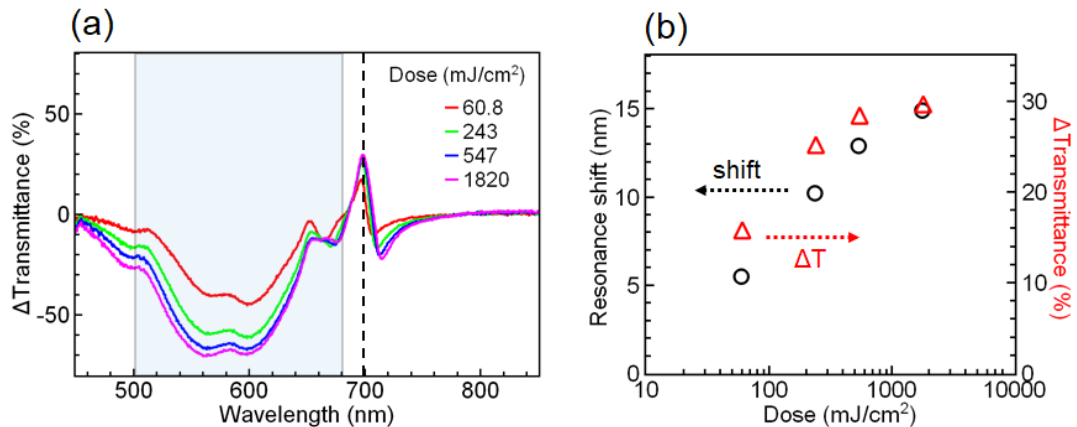 (a)
ΔTransmittance (%)
50
0
-50
500
600
700
800
Wavelength (nm)
Dose (mJ/cm²)
60.8
243
547
1820
(b)
Resonance shift (nm)
15
10
5
0
10
100
1000
10000
Dose (mJ/cm²)
shift
ΔT
30
20
10
0
ΔTransmittance (%)